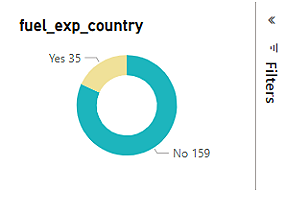 fuel_exp_country
Yes 35
No 159
Filters